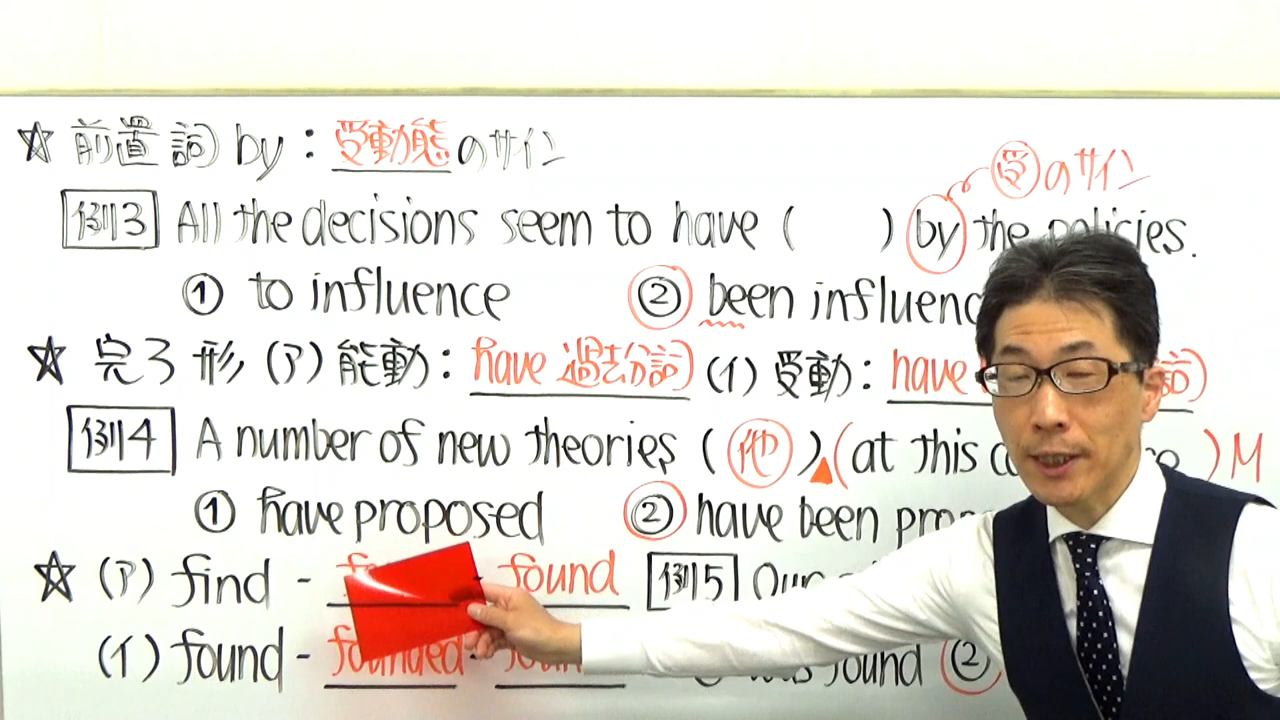 ☆ 前置詞 by : 受動態のサイン
受のサイン
例3 All the decisions seem to have ( ) by the policies.
① to influence ② been influenc
☆ 完了形 (ア) 能動 : have 過去分詞 (イ) 受動 : have 詞)
例4 A number of new theories ( 他 ) (at this ) M
① have proposed ② have been
☆ (ア) find - - found 例5
(イ) found - founded - found ②